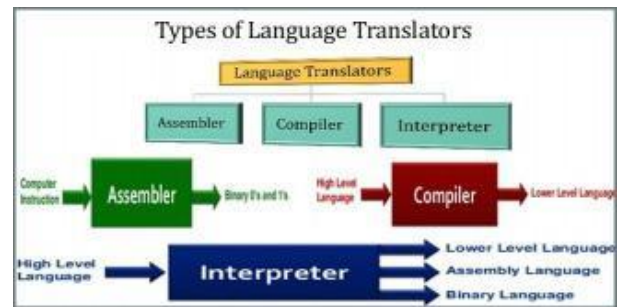 Types of Language Translators
Language Translators
Assembler
Compiler
Interpreter
Computer
Instruction
Assembler
Binary 0's and 1's
High Level
Language
Compiler
Lower Level Language
High Level
Language
Interpreter
Lower Level Language
Assembly Language
Binary Language